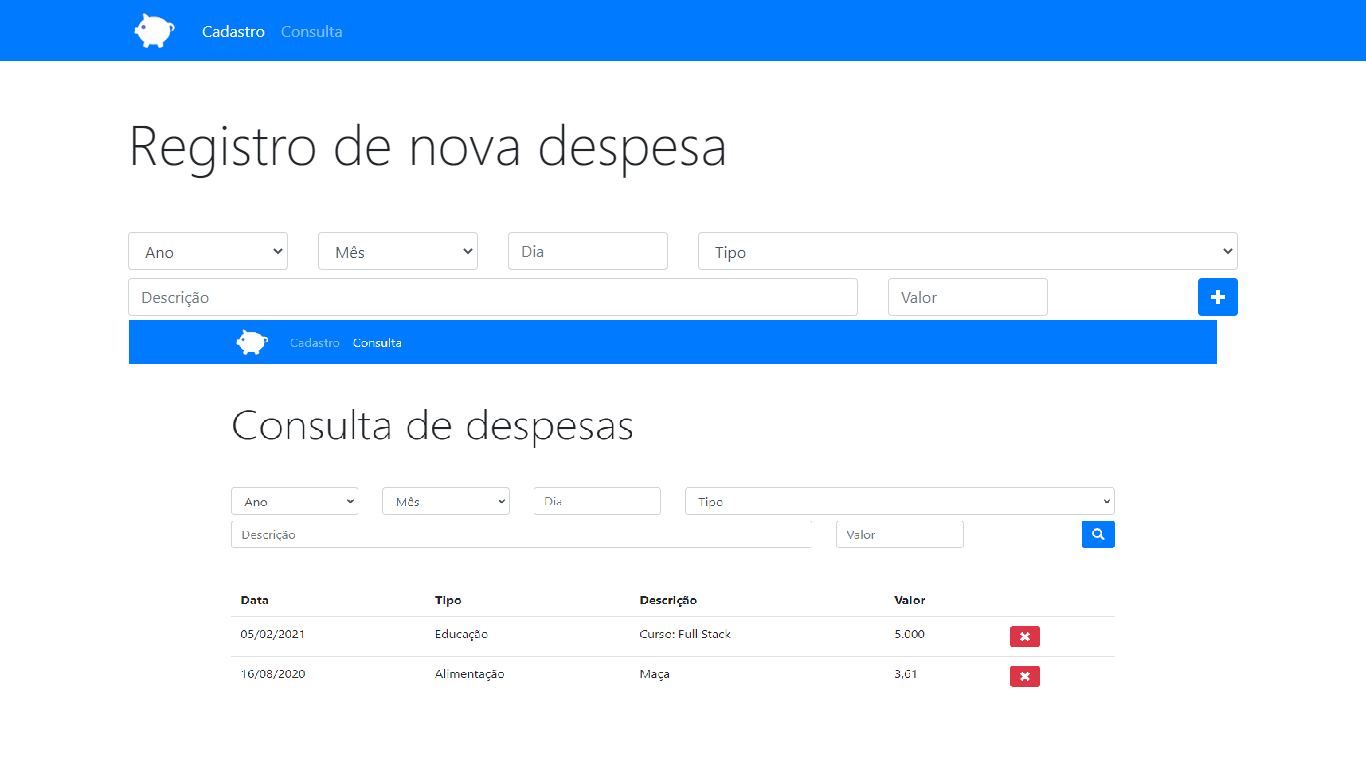 Cadastro Consulta
Registro de nova despesa
Ano Mês Dia Tipo
Descrição Valor
Cadastro Consulta
Consulta de despesas
Ano Mês Dia Tipo
Descrição Valor
Data Tipo Descrição Valor
05/02/2021 Educação Curso: Full Stack 5.000
16/08/2020 Alimentação Maça 3,61